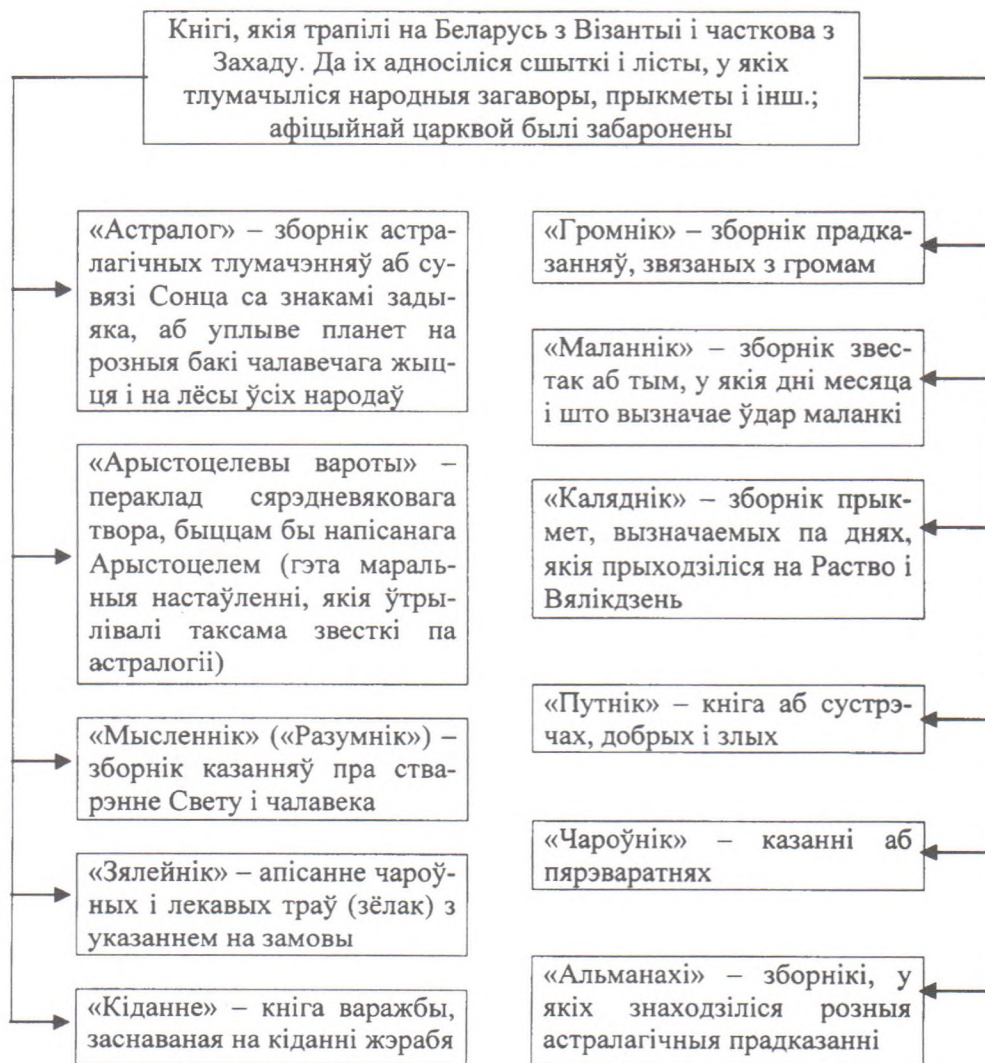 Кнігі, якія трапілі на Беларусь з Візантыі і часткова з
Захаду. Да іх адносіліся сшыткі і лісты, у якіх
тлумачыліся народныя загаворы, прыкметы і інш.;
афіцыйнай царквой былі забаронены
«Астралог» – зборнік астра-
лагічных тлумачэнняў аб су-
вязі Сонца са знакамі зады-
яка, аб уплыве планет на
розныя бакі чалавечага жыц-
ця і на лёсы ўсіх народаў
«Арыстоцелевы вароты» –
пераклад сярэдневяковага
твора, быццам бы напісанага
Арыстоцелем (гэта мараль-
ныя настаўленні, якія ўтры-
лівалі таксама звесткі па
астралогіі)
«Мысленнік» («Разумнік») –
зборнік казанняў пра ства-
рэнне Свету і чалавека
«Зялейнік» – апісанне чароў-
ных і лекавых траў (зёлак) з
указаннем на замовы
«Кіданне» – кніга варажбы,
заснаваная на кіданні жэрабя
«Громнік» – зборнік прадка-
занняў, звязаных з громам
«Маланнік» – зборнік звес-
так аб тым, у якія дні месяца
і што вызначае ўдар маланкі
«Каляднік» – зборнік прык-
мет, вызначаемых па днях,
якія прыходзіліся на Раство і
Вялікдзень
«Путнік» – кніга аб сустрэ-
чах, добрых і злых
«Чароўнік» – казанні аб
пярэваратнях
«Альманахі» – зборнікі, у
якіх знаходзіліся розныя
астралагічныя прадказанні